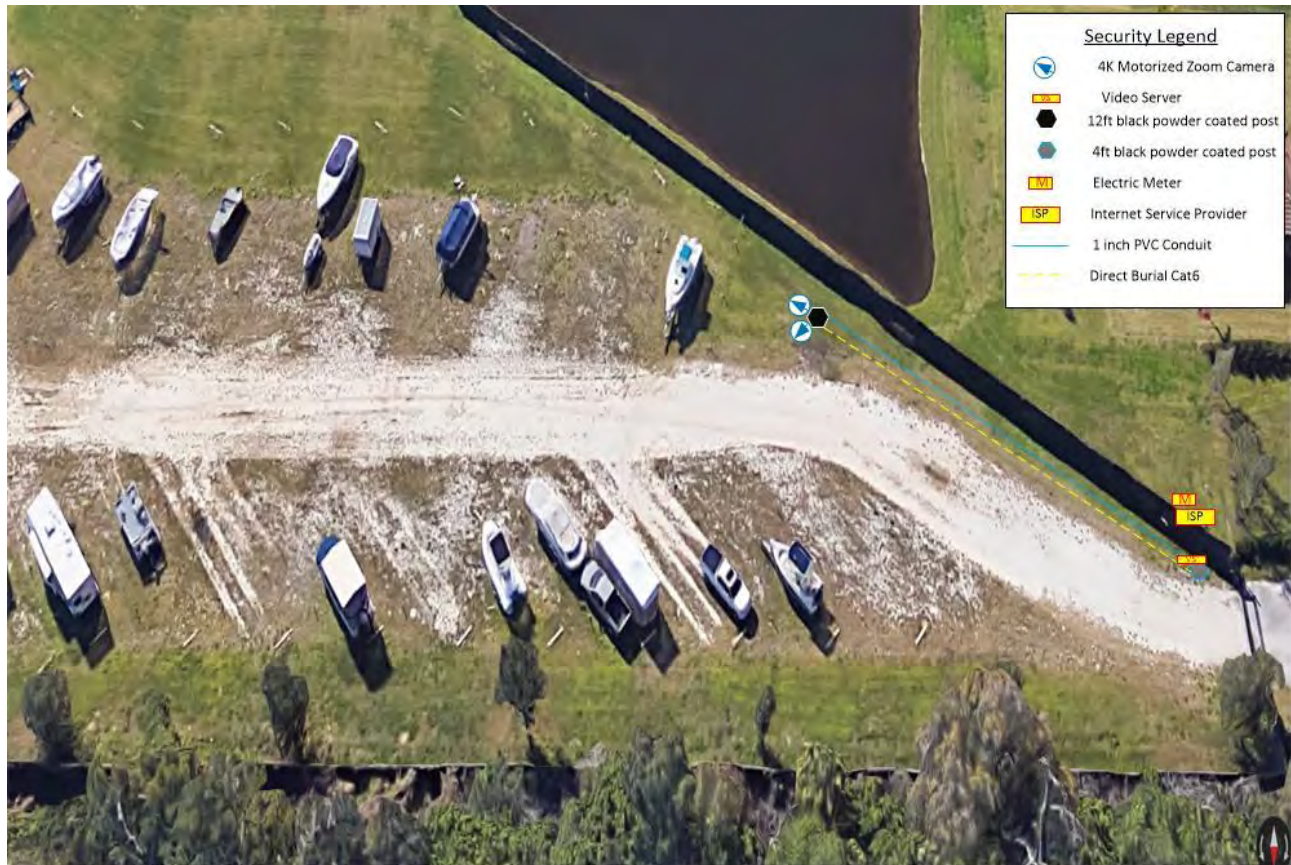 Security Legend
4K Motorized Zoom Camera
VS
Video Server
12ft black powder coated post
4ft black powder coated post
M
Electric Meter
ISP
Internet Service Provider
1 inch PVC Conduit
Direct Burial Cat6
M
ISP
VS